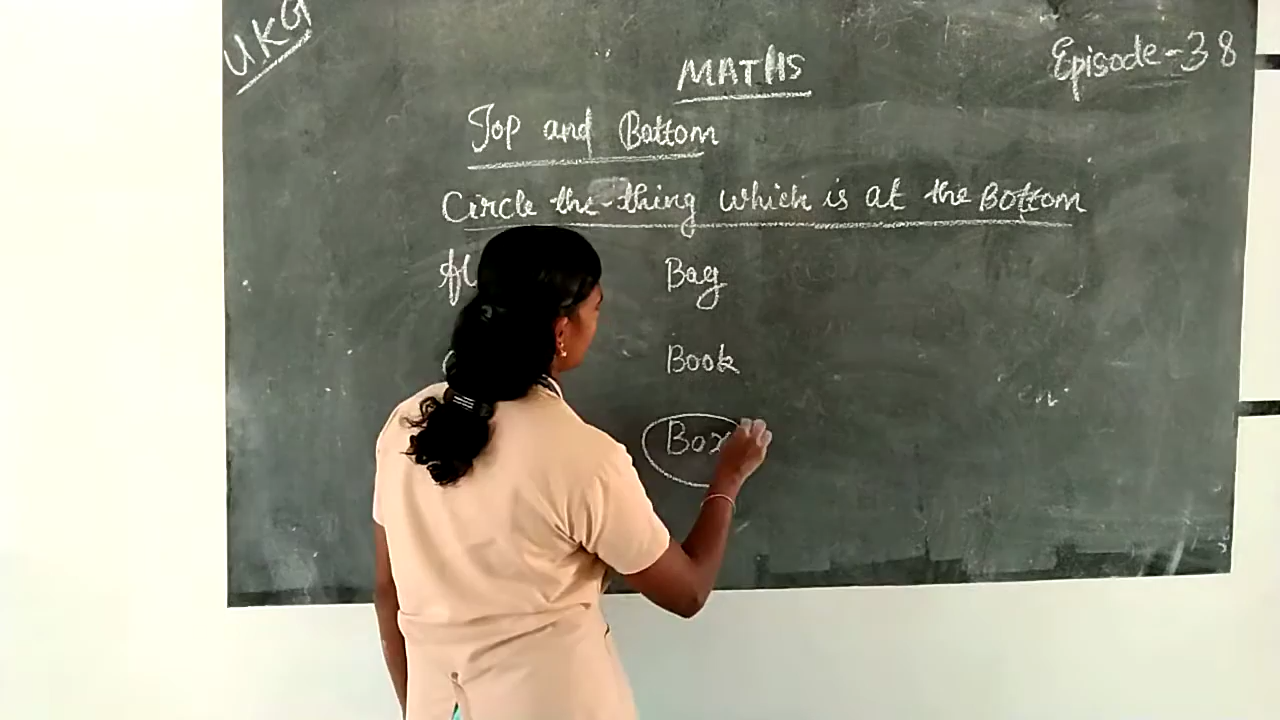 UKG
MATHS
Episode-38
Top and Bottom
Circle the thing which is at the Bottom
Bag
Book
Box